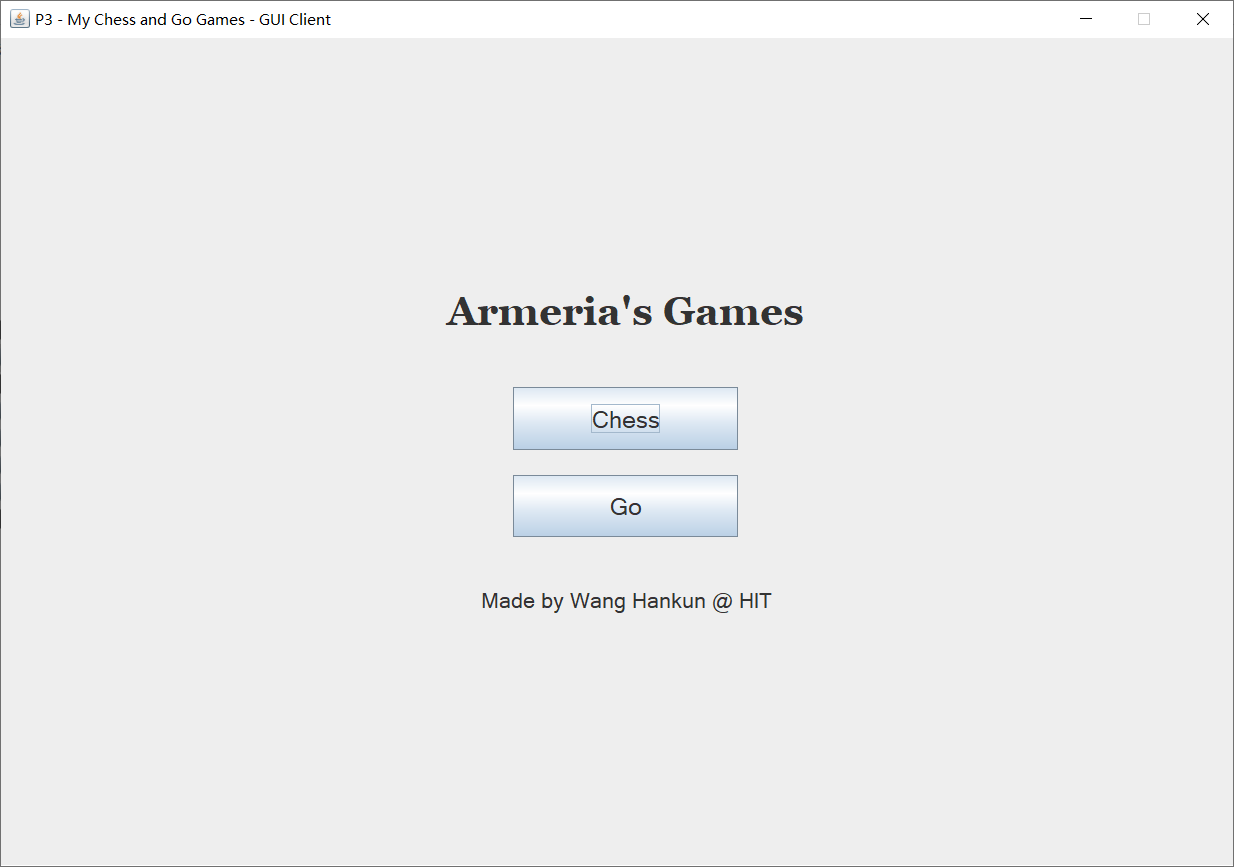 P3 - My Chess and Go Games - GUI Client
Armeria's Games
Chess
Go
Made by Wang Hankun @ HIT